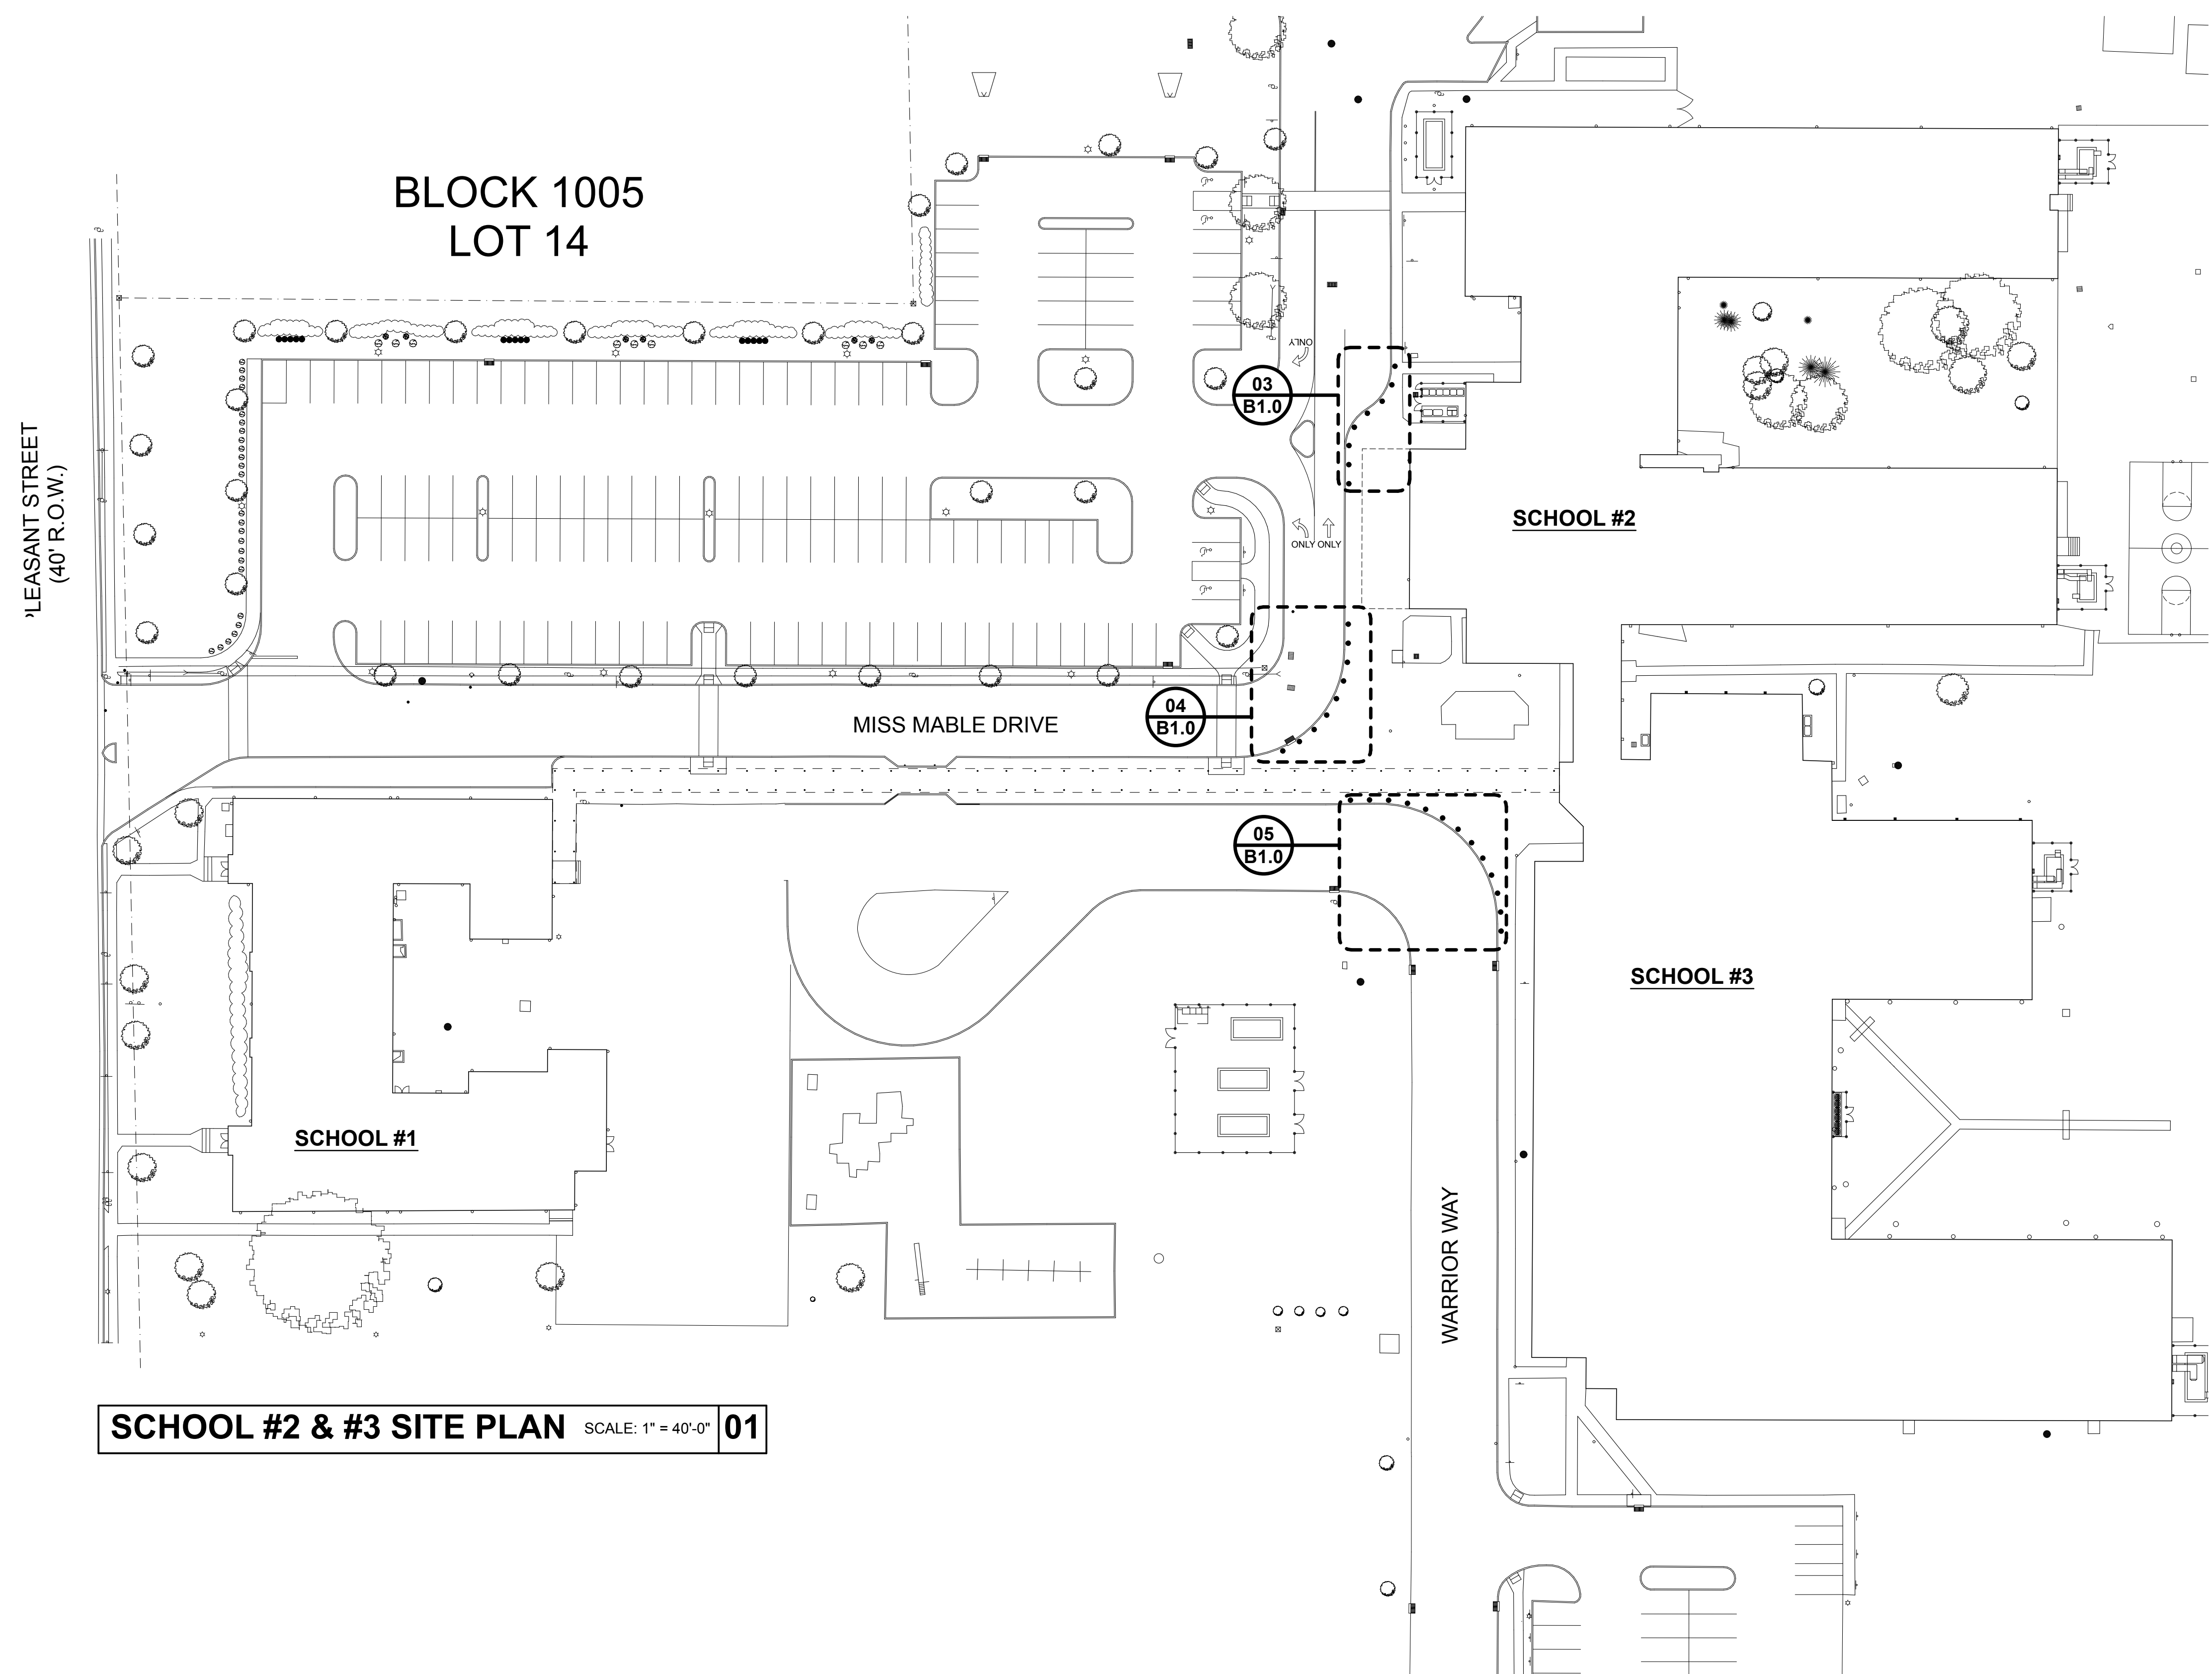 BLOCK 1005
LOT 14
ONLY
03
B1.0
SCHOOL #2
ONLY ONLY
(40' R.O.W.)
04
B1.0
MISS MABLE DRIVE
05
B1.0
SCHOOL #3
SCHOOL #1
WARRIOR WAY
SCHOOL #2 & #3 SITE PLAN SCALE: 1" = 40'-0" 01
STREET